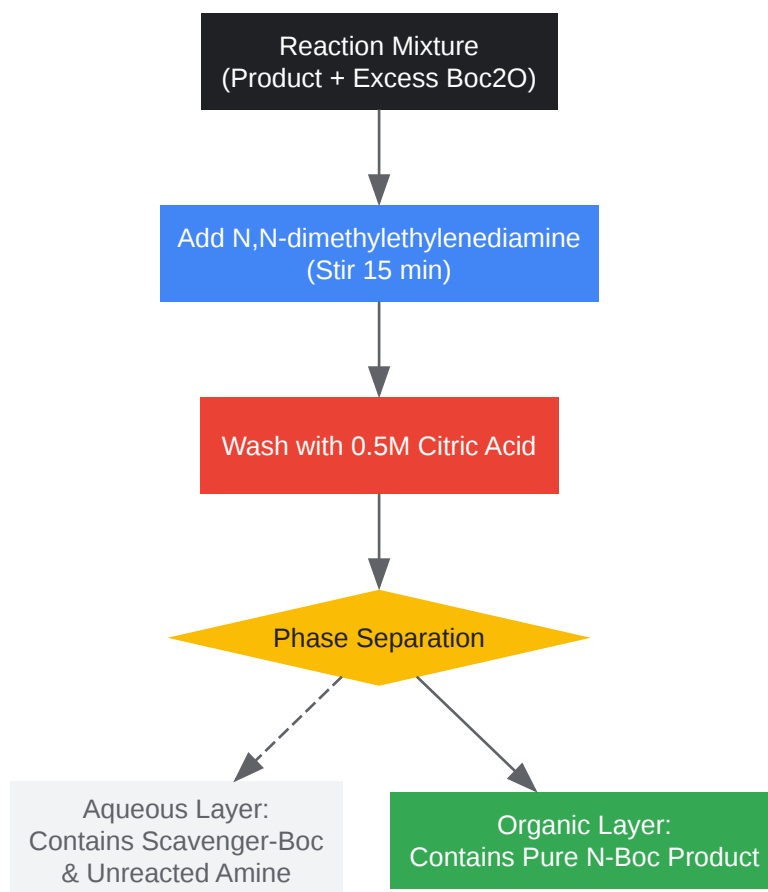 Reaction Mixture
(Product + Excess Boc2O)
Add N,N-dimethylethylenediamine
(Stir 15 min)
Wash with 0.5M Citric Acid
Phase Separation
Aqueous Layer:
Contains Scavenger-Boc
& Unreacted Amine
Organic Layer:
Contains Pure N-Boc Product